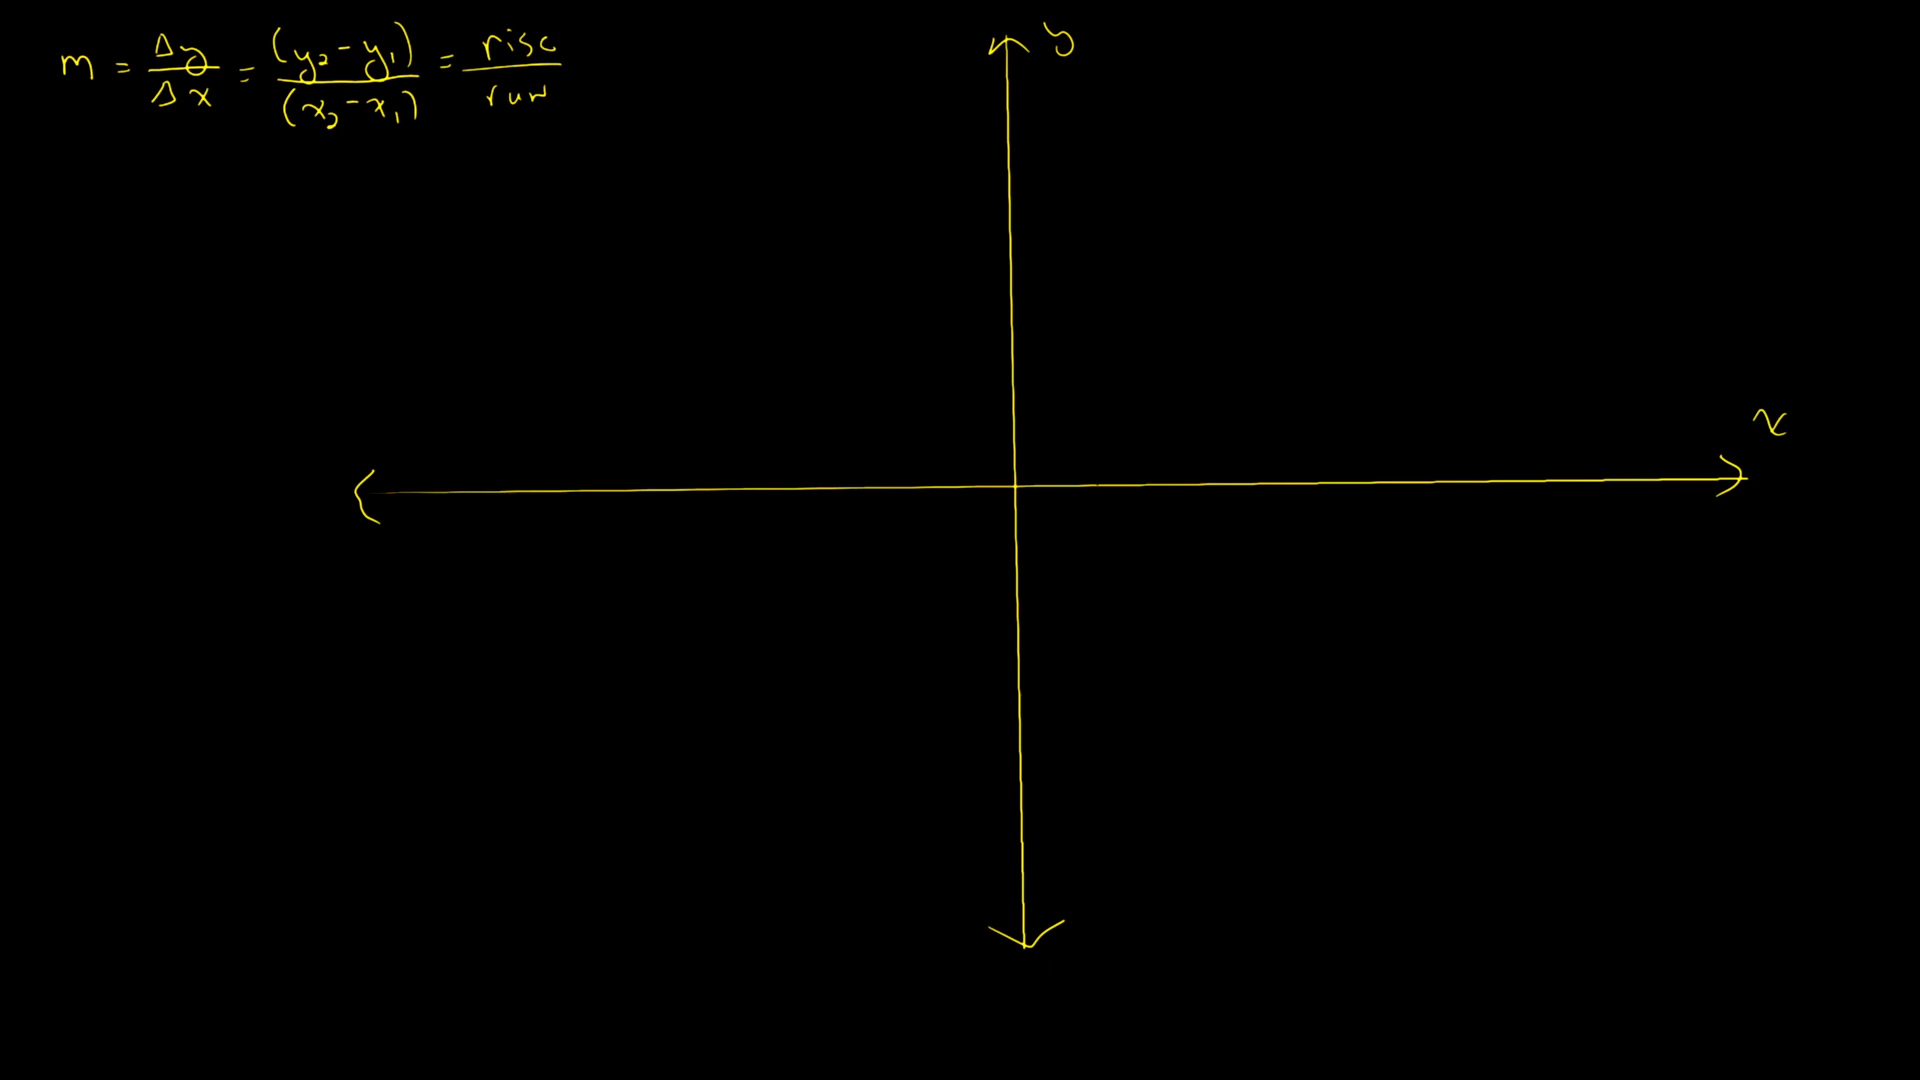 m = Δy/Δx = (y₂ - y₁)/(x₂ - x₁) = rise/run
y
x